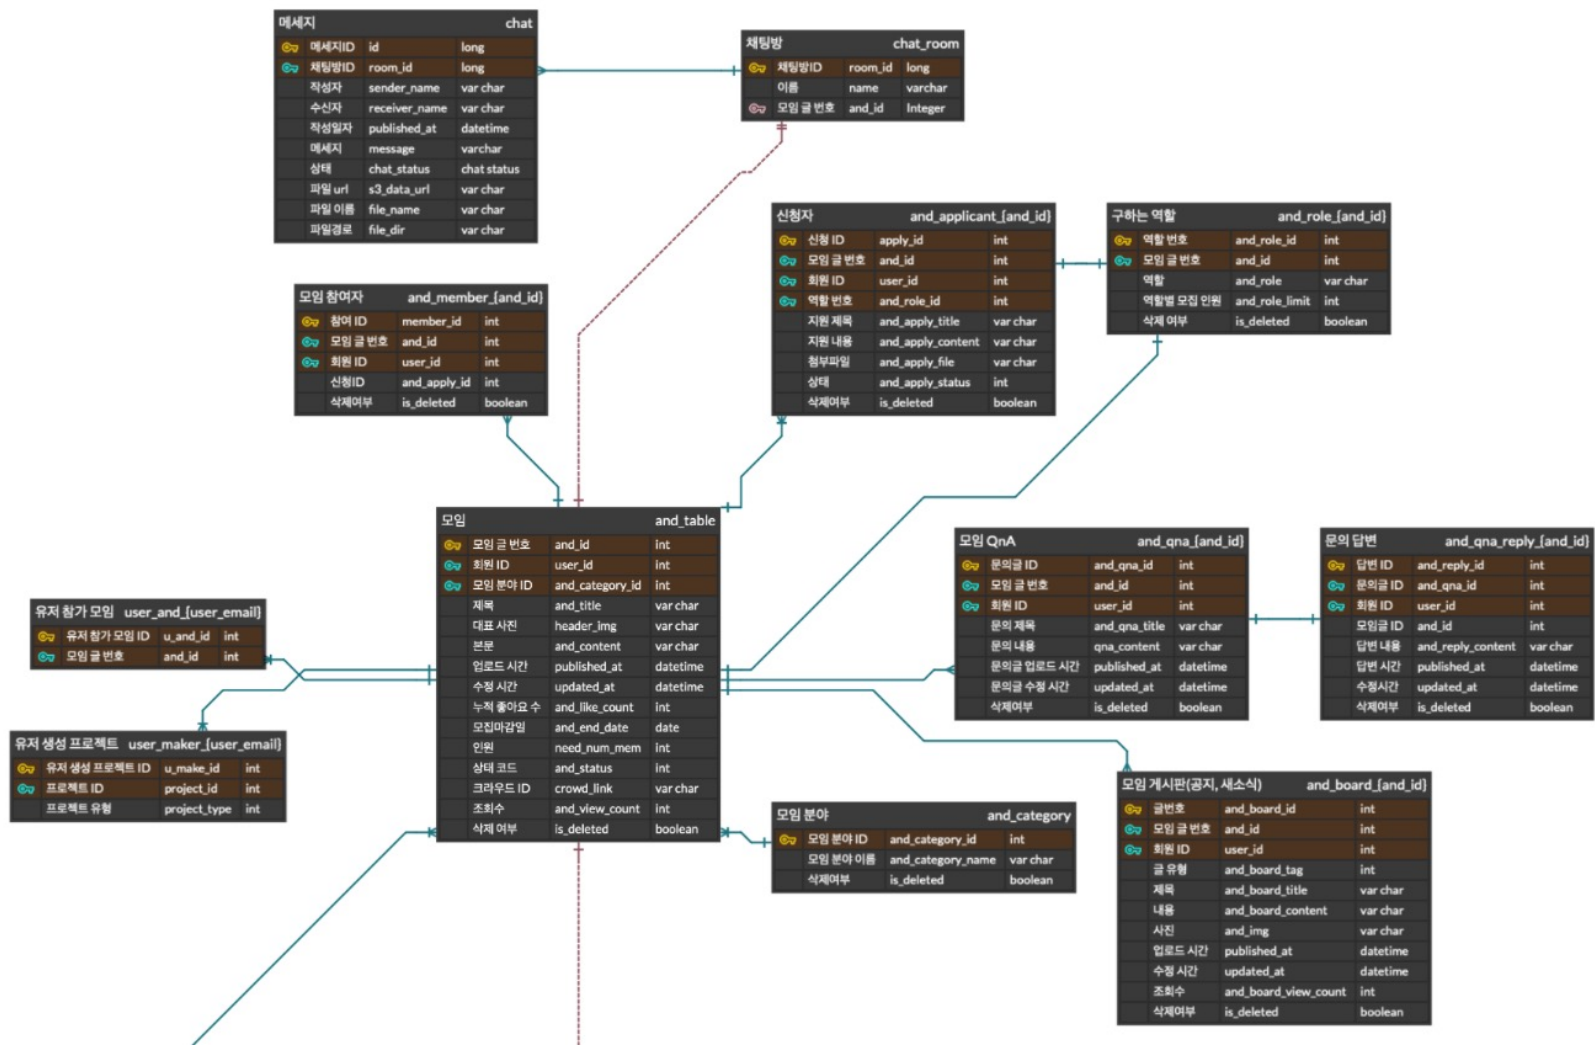 메세지 chat
메세지ID id long
채팅방ID room_id long
작성자 sender_name var char
수신자 receiver_name var char
작성일자 published_at datetime
메세지 message varchar
상태 chat_status chat status
파일 url s3_data_url var char
파일 이름 file_name var char
파일경로 file_dir var char
채팅방 chat_room
채팅방ID room_id long
이름 name varchar
모임 글 번호 and_id Integer
신청자 and_applicant_{and_id}
신청 ID apply_id int
모임 글 번호 and_id int
회원 ID user_id int
역할 번호 and_role_id int
지원 제목 and_apply_title var char
지원 내용 and_apply_content var char
첨부파일 and_apply_file var char
상태 and_apply_status int
삭제여부 is_deleted boolean
구하는 역할 and_role_{and_id}
역할 번호 and_role_id int
모임 글 번호 and_id int
역할 and_role var char
역할별 모집 인원 and_role_limit int
삭제 여부 is_deleted boolean
모임 참여자 and_member_{and_id}
참여 ID member_id int
모임 글 번호 and_id int
회원 ID user_id int
신청ID and_apply_id int
삭제여부 is_deleted boolean
모임 and_table
모임 글 번호 and_id int
회원 ID user_id int
모임 분야 ID and_category_id int
제목 and_title var char
대표 사진 header_img var char
본문 and_content var char
업로드 시간 published_at datetime
수정 시간 updated_at datetime
누적 좋아요 수 and_like_count int
모집마감일 and_end_date date
인원 need_num_mem int
상태 코드 and_status int
크라우드 ID crowd_link var char
조회수 and_view_count int
삭제 여부 is_deleted boolean
모임 QnA and_qna_{and_id}
문의글 ID and_qna_id int
모임 글 번호 and_id int
회원 ID user_id int
문의 제목 and_qna_title var char
문의 내용 qna_content var char
문의글 업로드 시간 published_at datetime
문의글 수정 시간 updated_at datetime
삭제여부 is_deleted boolean
문의 답변 and_qna_reply_{and_id}
답변 ID and_reply_id int
문의글 ID and_qna_id int
회원 ID user_id int
모임글 ID and_id int
답변 내용 and_reply_content var char
답변 시간 published_at datetime
수정시간 updated_at datetime
삭제여부 is_deleted boolean
유저 참가 모임 user_and_{user_email}
유저 참가 모임 ID u_and_id int
모임 글 번호 and_id int
유저 생성 프로젝트 user_maker_{user_email}
유저 생성 프로젝트 ID u_make_id int
프로젝트 ID project_id int
프로젝트 유형 project_type int
모임 분야 and_category
모임 분야 ID and_category_id int
모임 분야 이름 and_category_name var char
삭제여부 is_deleted boolean
모임 게시판(공지, 새소식) and_board_{and_id}
글번호 and_board_id int
모임 글 번호 and_id int
회원 ID user_id int
글 유형 and_board_tag int
제목 and_board_title var char
내용 and_board_content var char
사진 and_img var char
업로드 시간 published_at datetime
수정 시간 updated_at datetime
조회수 and_board_view_count int
삭제여부 is_deleted boolean